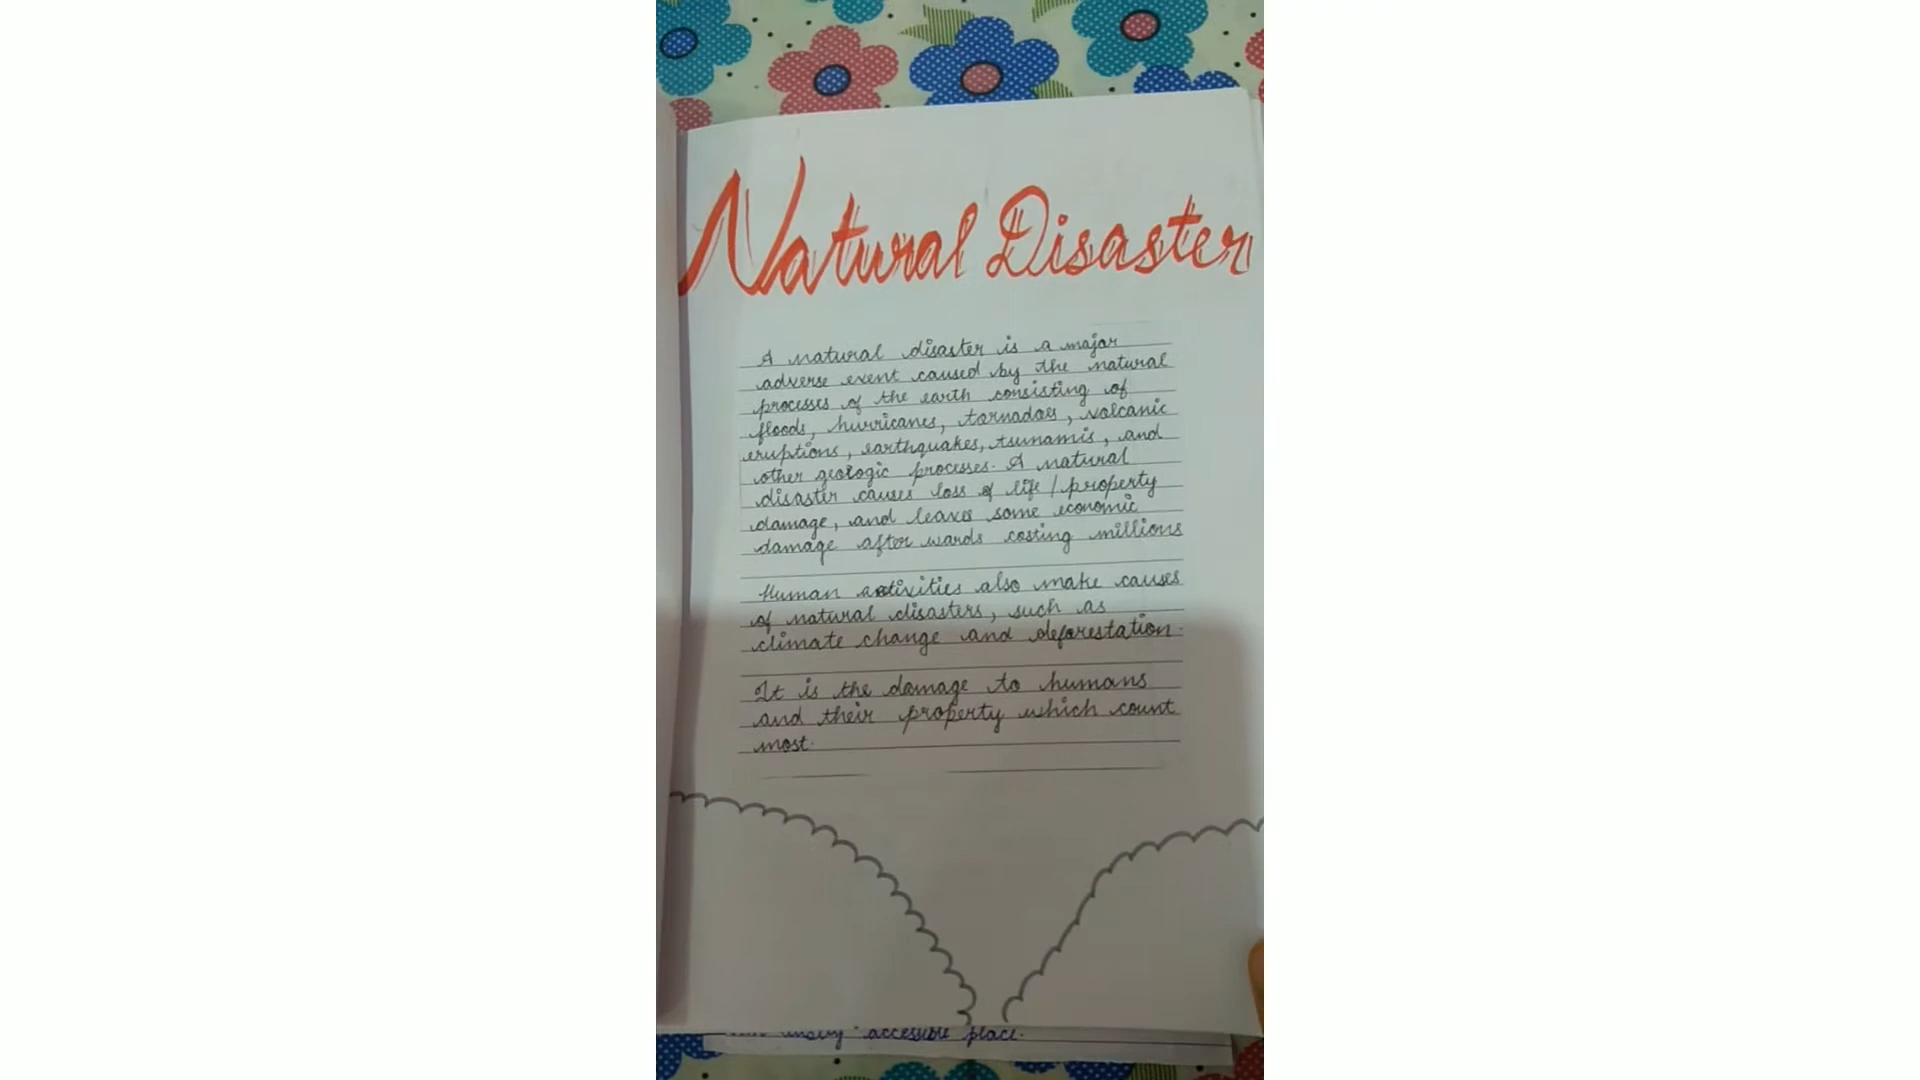 Natural Disaster
A natural disaster is a major
adverse event caused by the natural
processes of the earth consisting of
floods, hurricanes, tornadoes, volcanic
eruptions, earthquakes, tsunamis, and
other geologic processes. A natural
disaster causes loss of life / property
damage, and leaves some economic
damage after wards costing millions
Human activities also make causes
of natural disasters, such as
climate change and deforestation.
It is the damage to humans
and their property which count
most.
accessible place.